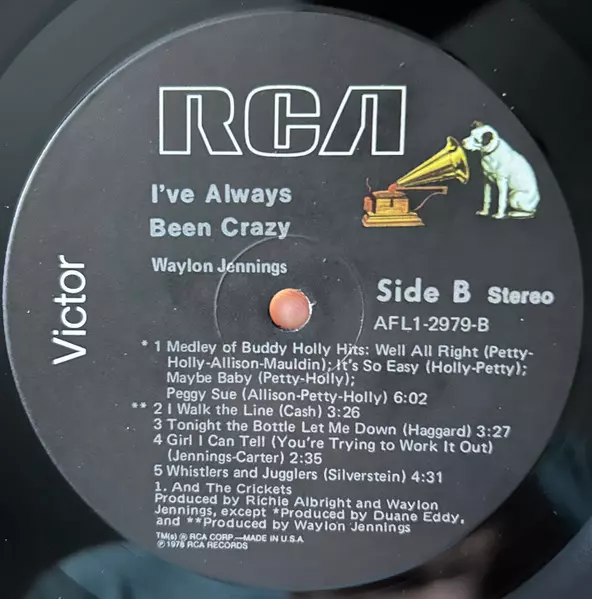 RCA
I've Always
Been Crazy
Waylon Jennings
Victor
Side B Stereo
AFL1-2979-B
* 1 Medley of Buddy Holly Hits: Well All Right (Petty-
Holly-Allison-Mauldin); It's So Easy (Holly-Petty);
Maybe Baby (Petty-Holly);
Peggy Sue (Allison-Petty-Holly) 6:02
** 2 I Walk the Line (Cash) 3:26
3 Tonight the Bottle Let Me Down (Haggard) 3:27
4 Girl I Can Tell (You're Trying to Work It Out)
(Jennings-Carter) 2:35
5 Whistlers and Jugglers (Silverstein) 4:31
1. And The Crickets
Produced by Richie Albright and Waylon
Jennings, except *Produced by Duane Eddy,
and **Produced by Waylon Jennings
TM(s) ® RCA CORP.—MADE IN U.S.A.
℗ 1978 RCA RECORDS